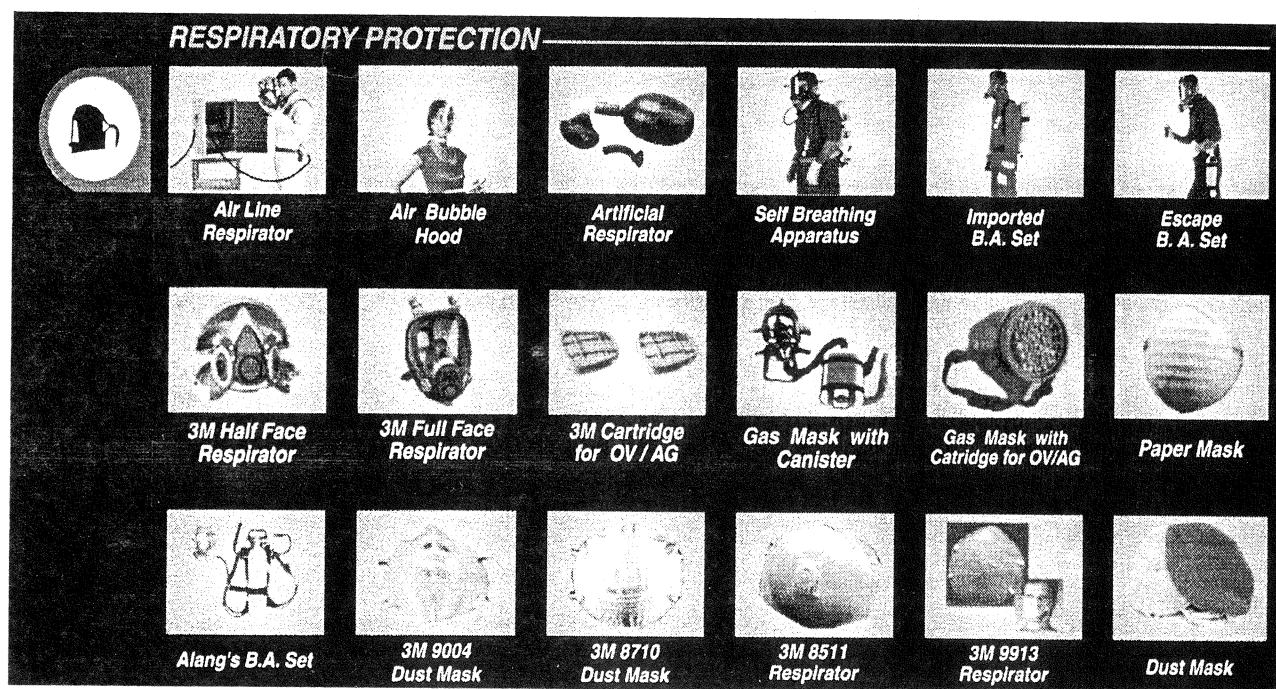 RESPIRATORY PROTECTION
Air Line
Respirator
Air Bubble
Hood
Artificial
Respirator
Self Breathing
Apparatus
Imported
B.A. Set
Escape
B. A. Set
3M Half Face
Respirator
3M Full Face
Respirator
3M Cartridge
for OV / AG
Gas Mask with
Canister
Gas Mask with
Catridge for OV/AG
Paper Mask
Alang's B.A. Set
3M 9004
Dust Mask
3M 8710
Dust Mask
3M 8511
Respirator
3M 9913
Respirator
Dust Mask